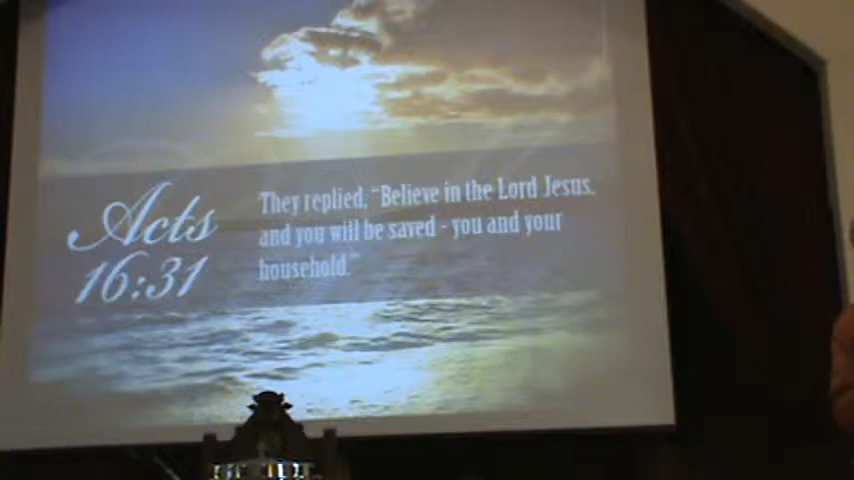 Acts
16:31
They replied, "Believe in the Lord Jesus,
and you will be saved - you and your
household."